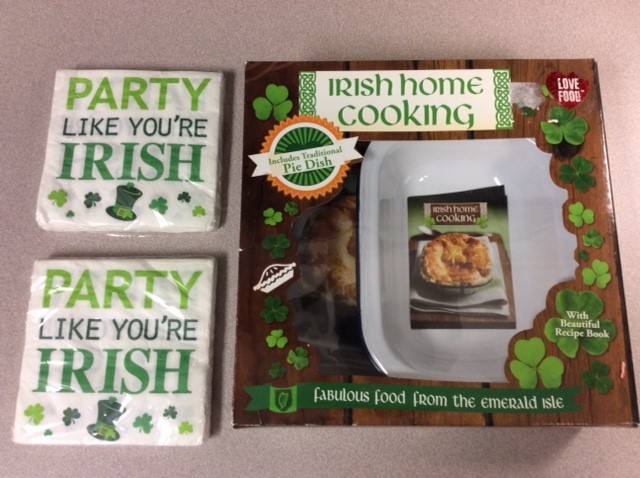 PARTY
LIKE YOU'RE
IRISH
PARTY
LIKE YOU'RE
IRISH
IRISH HOME
COOKING
LOVE
FOOD
Includes Traditional
Pie Dish
IRISH HOME
COOKING
With
Beautiful
Recipe Book
fabulous food from the emerald isle